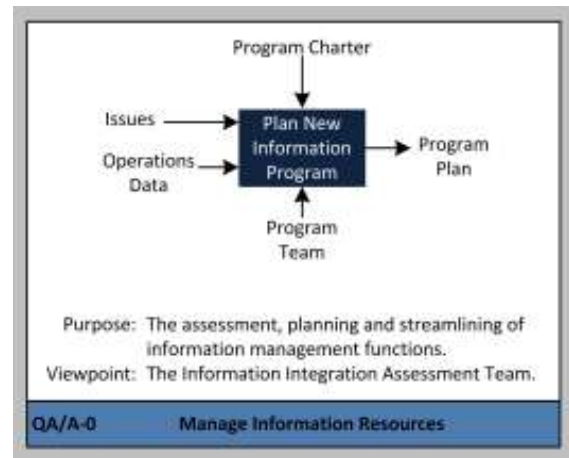 Program Charter
Issues
Plan New
Information
Program
Operations
Data
Program
Plan
Program
Team
Purpose: The assessment, planning and streamlining of
information management functions.
Viewpoint: The Information Integration Assessment Team.
QA/A-0 Manage Information Resources